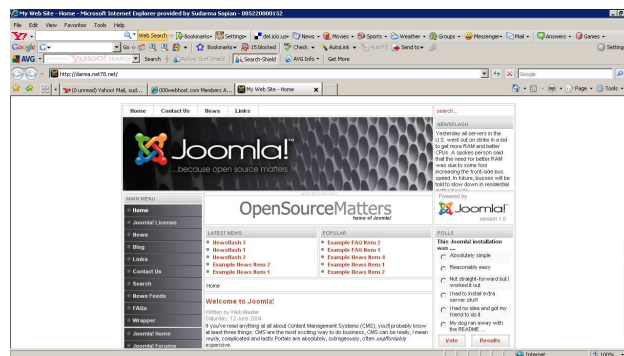 My Web Site - Home - Microsoft Internet Explorer provided by Sudarma Sopian - 085220000152
File Edit View Favorites Tools Help
Web Search Bookmarks Settings del.icio.us News Movies Sports Weather Groups Messenger Mail Answers Games
Google Go Bookmarks 15 blocked Check AutoLink AutoFill Send to Setting
AVG YAHOO! SEARCH Search Active Surf-Shield Search-Shield AVG Info Get More
http://darma.net78.net/ Google
(0 unread) Yahoo! Mail, sud... 000webhost.com Members A... My Web Site - Home Page Tools
Home Contact Us News Links
search...
Joomla!™
...because open source matters
NEWSFLASH
Yesterday all servers in the
U.S. went out on strike in a bid
to get more RAM and better
CPUs. A spokes person said
that the need for better RAM
was due to some fool
increasing the front-side bus
speed. In future, busses will be
told to slow down in residential
MAIN MENU
Home
Joomla! License
News
Blog
Links
Contact Us
Search
News Feeds
FAQs
Wrapper
Joomla! Home
Joomla! Forums
OpenSourceMatters
home of Joomla!
Powered by
Joomla!
version 1.0
LATEST NEWS
Newsflash 3
Newsflash 1
Newsflash 2
Example News Item 2
Example News Item 1
POPULAR
Example FAQ Item 2
Example FAQ Item 1
Example News Item 4
Example News Item 1
Example News Item 2
POLLS
This Joomla! installation
was ....
Absolutely simple
Reasonably easy
Not straight-forward but I
worked it out
I had to install extra
server stuff
I had no idea and got my
friend to do it
My dog ran away with
the README ...
Vote Results
Home
Welcome to Joomla!
Written by Web Master
Saturday, 12 June 2004
If you've read anything at all about Content Management Systems (CMS), you'll probably know
at least three things: CMS are the most exciting way to do business, CMS can be really, I mean
really, complicated and lastly Portals are absolutely, outrageously, often unaffordably
expensive.
Internet 100%